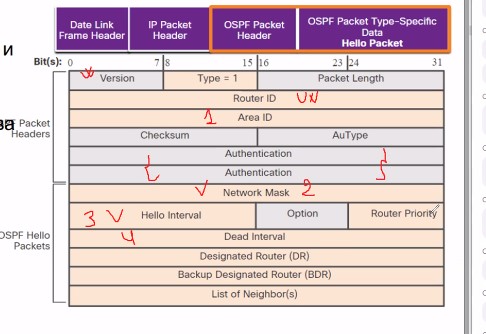 Date Link Frame Header
IP Packet Header
OSPF Packet Header
OSPF Packet Type-Specific Data
Hello Packet
и
Bit(s): 0 7 8 15 16 23 24 31
Version Type = 1 Packet Length
Router ID
1 Area ID
Packet Headers
Checksum AuType
Authentication
Authentication
Network Mask 2
3 V Hello Interval Option Router Priority
4
OSPF Hello Packets
Dead Interval
Designated Router (DR)
Backup Designated Router (BDR)
List of Neighbor(s)